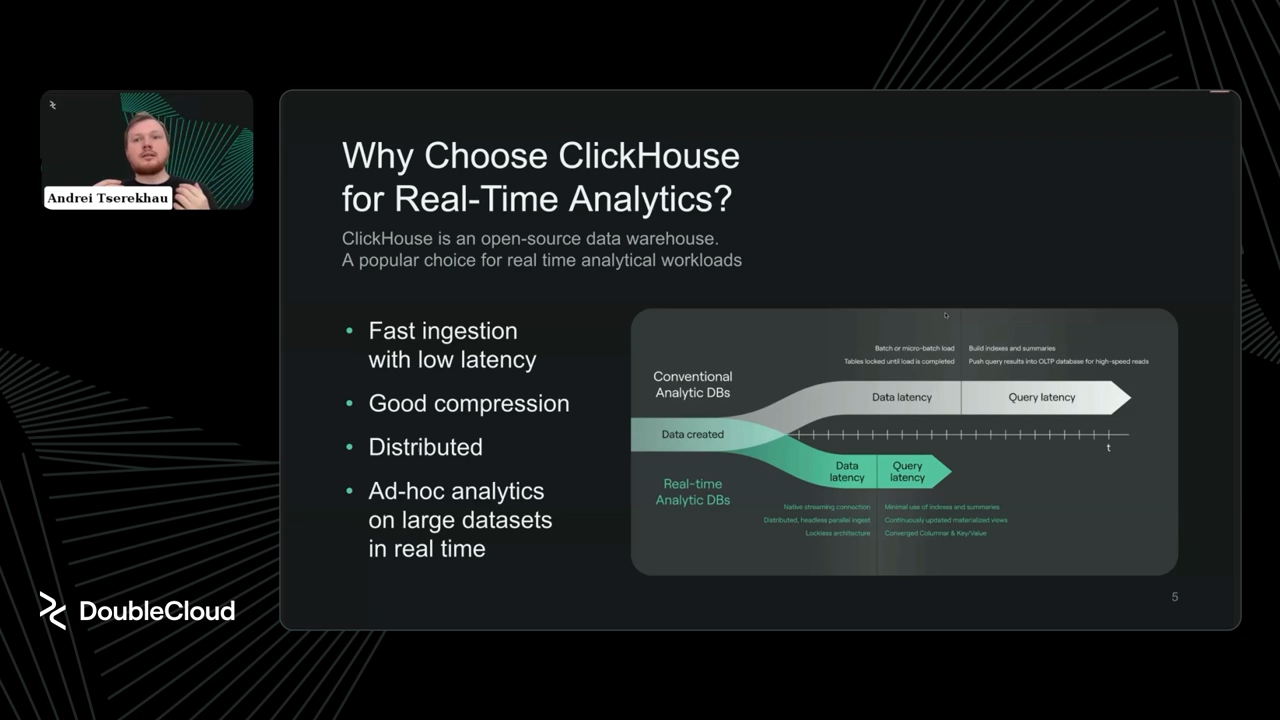 Andrei Tserekhau
Why Choose ClickHouse
for Real-Time Analytics?
ClickHouse is an open-source data warehouse.
A popular choice for real time analytical workloads
• Fast ingestion
with low latency
• Good compression
• Distributed
• Ad-hoc analytics
on large datasets
in real time
Batch or micro-batch load
Tables locked until load is completed
Build indexes and summaries
Push query results into OLTP database for high-speed reads
Conventional
Analytic DBs
Data latency
Query latency
Data created
t
Data
latency
Query
latency
Real-time
Analytic DBs
Native streaming connection
Distributed, headless parallel ingest
Lockless architecture
Minimal use of indexes and summaries
Continuously updated materialized views
Converged Columnar & Key/Value
5
DoubleCloud